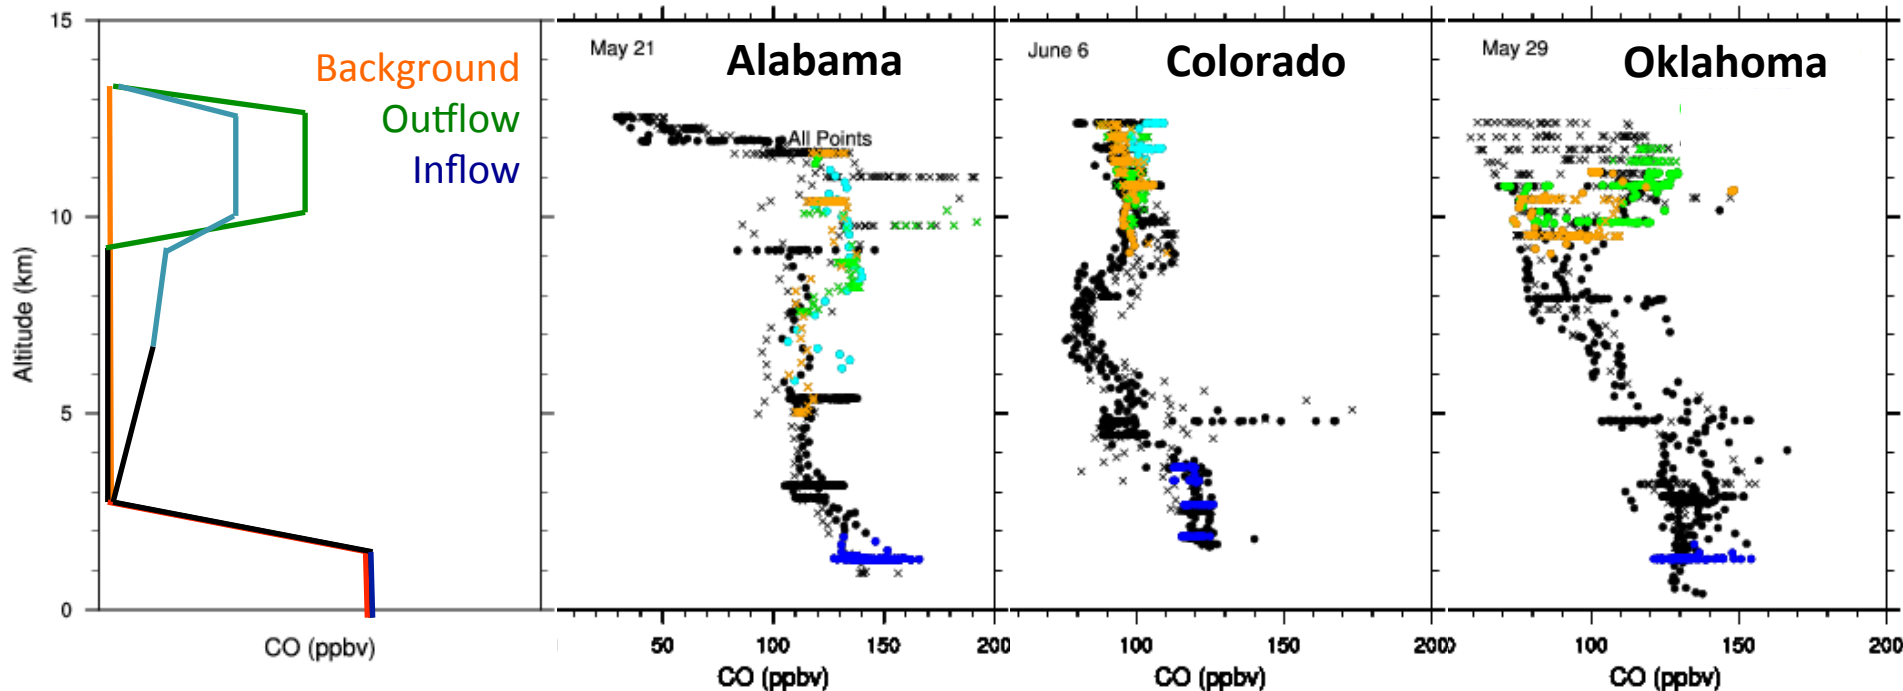 15
10
5
0
Altitude (km)
Background
Outflow
Inflow
CO (ppbv)
May 21
Alabama
All Points
50
100
150
200
CO (ppbv)
June 6
Colorado
100
150
200
CO (ppbv)
May 29
Oklahoma
100
150
200
CO (ppbv)